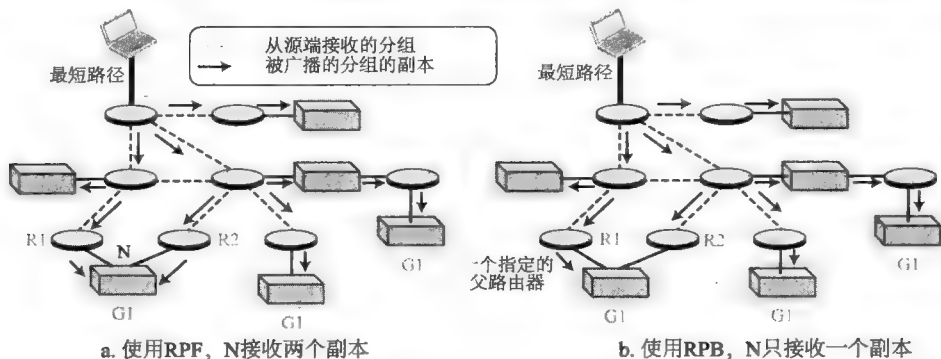 从源端接收的分组
被广播的分组的副本
最短路径
R1
N
R2
G1
G1
G1
a. 使用RPF，N接收两个副本
最短路径
R1
R2
一个指定的
父路由器
G1
G1
G1
b. 使用RPB，N只接收一个副本